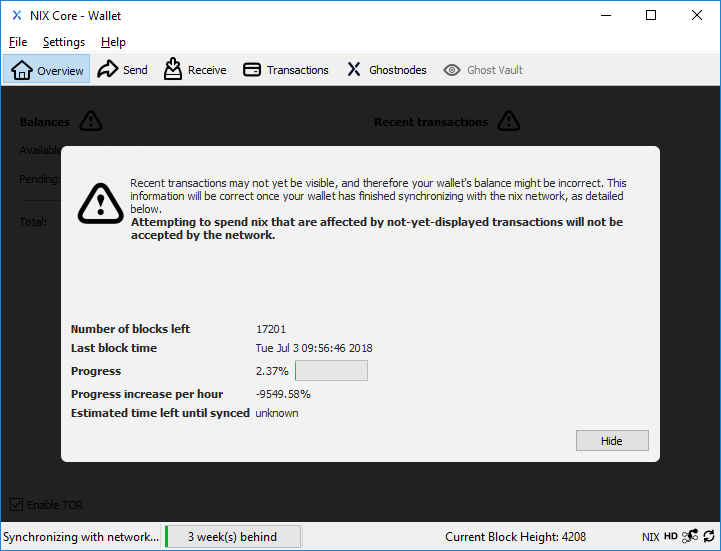 NIX Core - Wallet
File Settings Help
Overview Send Receive Transactions Ghostnodes Ghost Vault
Balances Recent transactions
Available
Pending:
Total:
Recent transactions may not yet be visible, and therefore your wallet's balance might be incorrect. This
information will be correct once your wallet has finished synchronizing with the nix network, as detailed
below.
Attempting to spend nix that are affected by not-yet-displayed transactions will not be
accepted by the network.
Number of blocks left 17201
Last block time Tue Jul 3 09:56:46 2018
Progress 2.37%
Progress increase per hour -9549.58%
Estimated time left until synced unknown
Hide
Enable TOR
Synchronizing with network... 3 week(s) behind Current Block Height: 4208 NIX HD